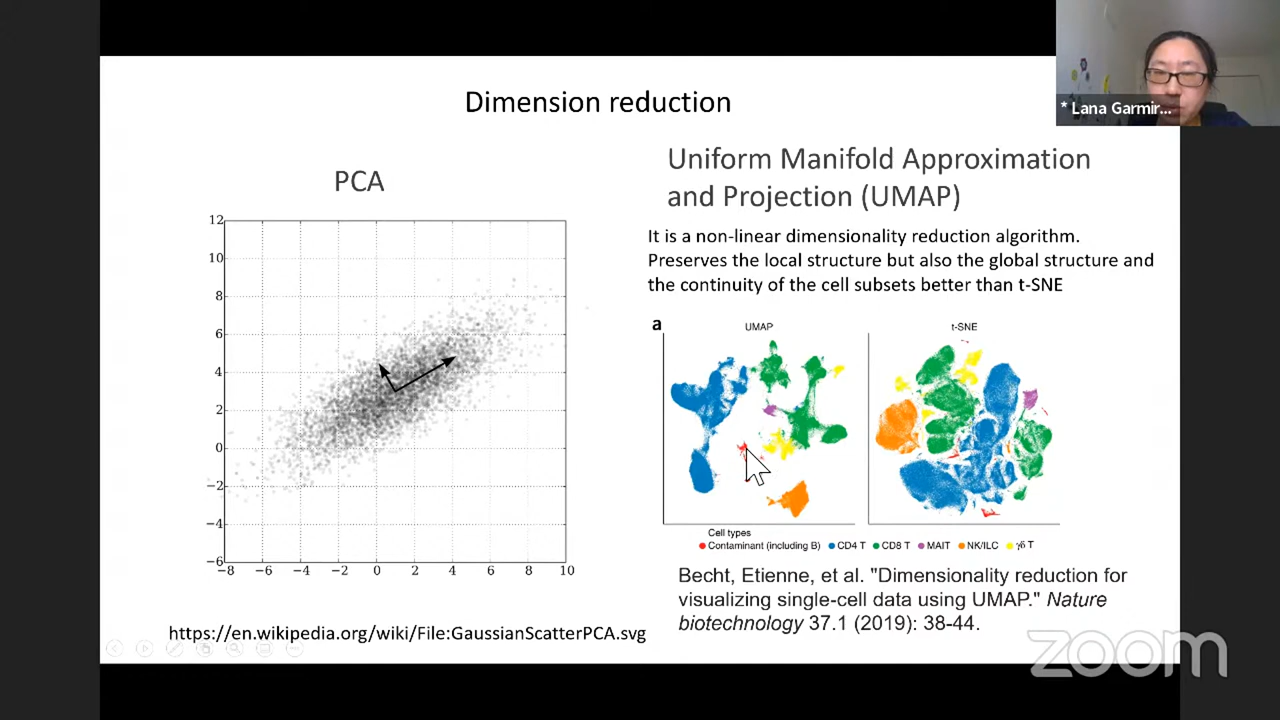 Dimension reduction
* Lana Garmir...
PCA
12
10
8
6
4
2
0
−2
−4
−6
−8 −6 −4 −2 0 2 4 6 8 10
https://en.wikipedia.org/wiki/File:GaussianScatterPCA.svg
Uniform Manifold Approximation
and Projection (UMAP)
It is a non-linear dimensionality reduction algorithm.
Preserves the local structure but also the global structure and
the continuity of the cell subsets better than t-SNE
a
UMAP
t-SNE
Cell types
Contaminant (including B) CD4 T CD8 T MAIT NK/ILC γδ T
Becht, Etienne, et al. "Dimensionality reduction for
visualizing single-cell data using UMAP." Nature
biotechnology 37.1 (2019): 38-44.
zoom